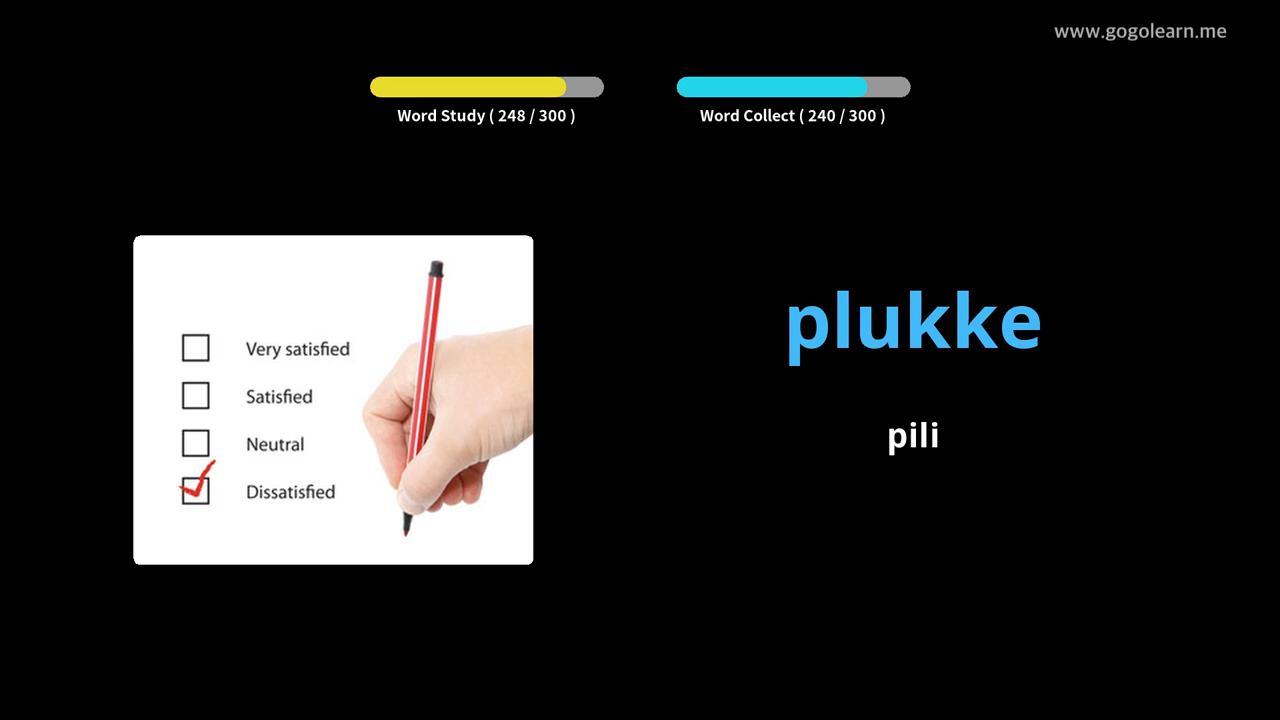 www.gogolearn.me
Word Study ( 248 / 300 )
Word Collect ( 240 / 300 )
Very satisfied
Satisfied
Neutral
Dissatisfied
plukke
pili